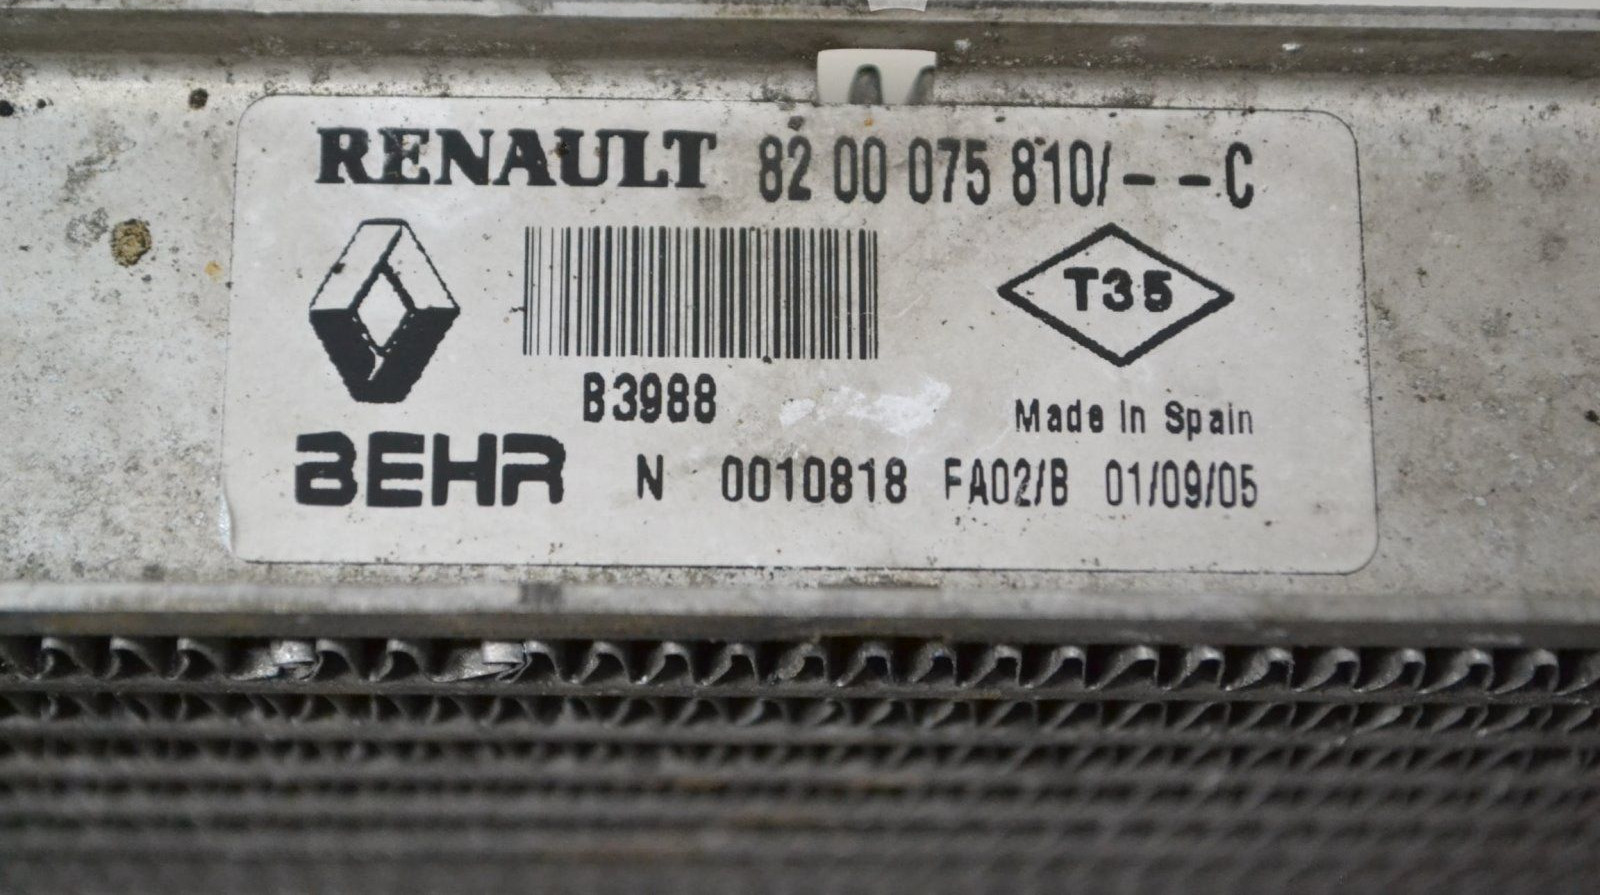 RENAULT 82 00 075 810/--C
T35
B3988
Made In Spain
BEHR N 0010818 FA02/B 01/09/05